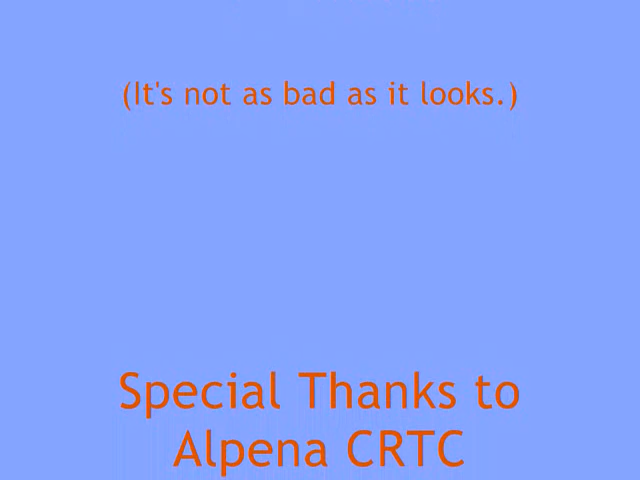 (It's not as bad as it looks.)
Special Thanks to
Alpena CRTC